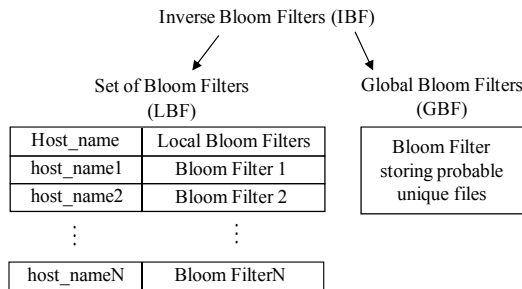 Inverse Bloom Filters (IBF)
Set of Bloom Filters
(LBF)
Global Bloom Filters
(GBF)
Host_name Local Bloom Filters
host_name1 Bloom Filter 1
host_name2 Bloom Filter 2
host_nameN Bloom FilterN
Bloom Filter
storing probable
unique files